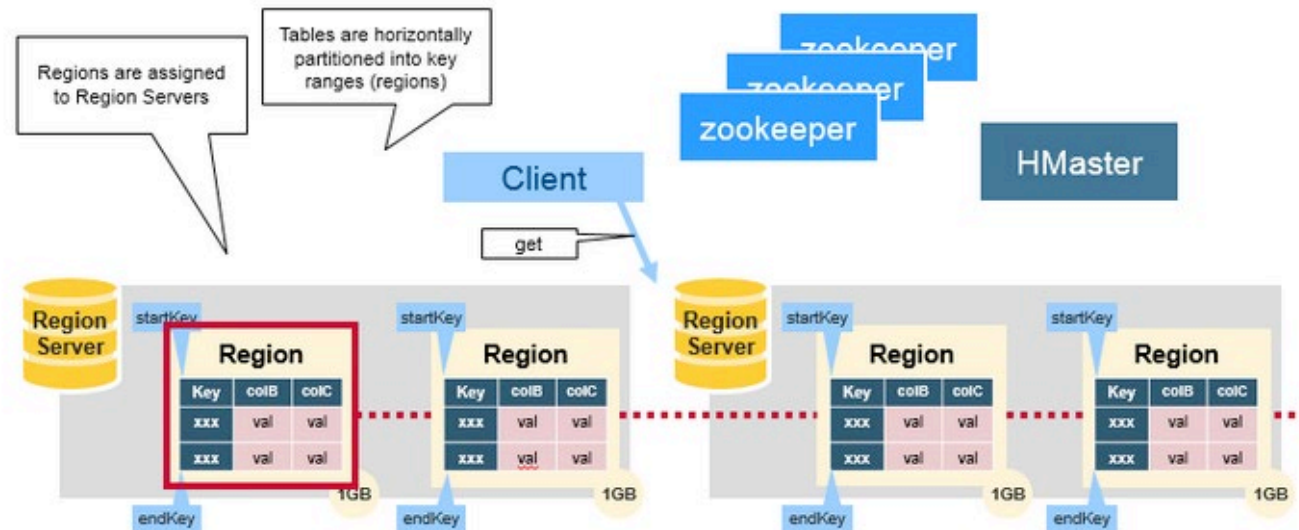 Regions are assigned
to Region Servers
Tables are horizontally
partitioned into key
ranges (regions)
zookeeper
zookeeper
zookeeper
HMaster
Client
get
Region
Server
startKey
Region
Key colB colC
xxx val val
xxx val val
1GB
endKey
startKey
Region
Key colB colC
xxx val val
xxx val val
1GB
endKey
Region
Server
startKey
Region
Key colB colC
xxx val val
xxx val val
1GB
endKey
startKey
Region
Key colB colC
xxx val val
xxx val val
1GB
endKey